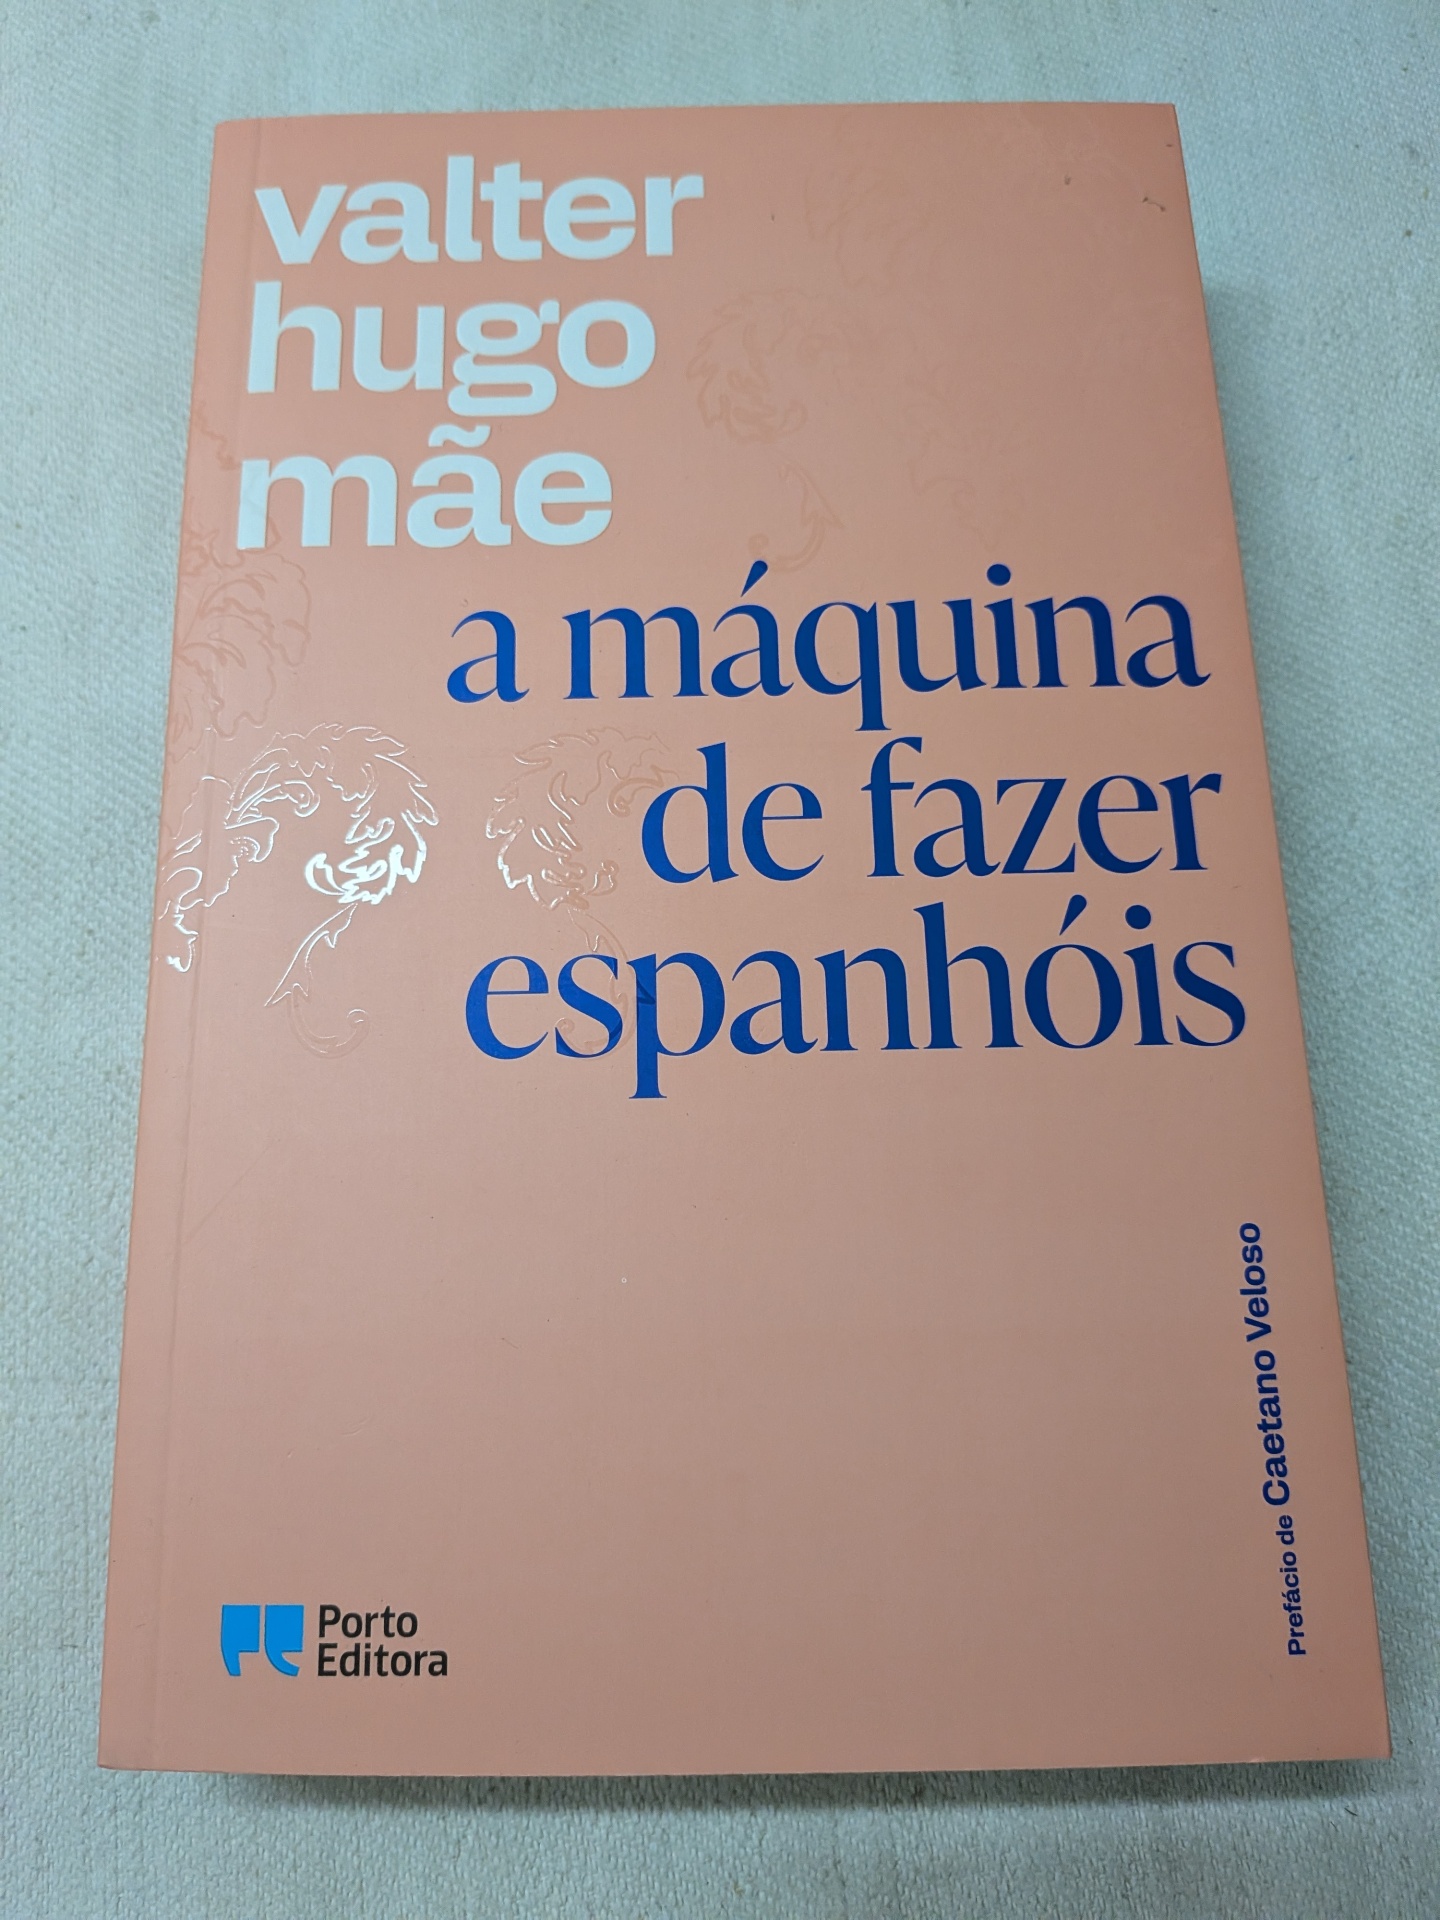 valter
hugo
mãe
a máquina
de fazer
espanhóis
Prefácio de Caetano Veloso
Porto
Editora